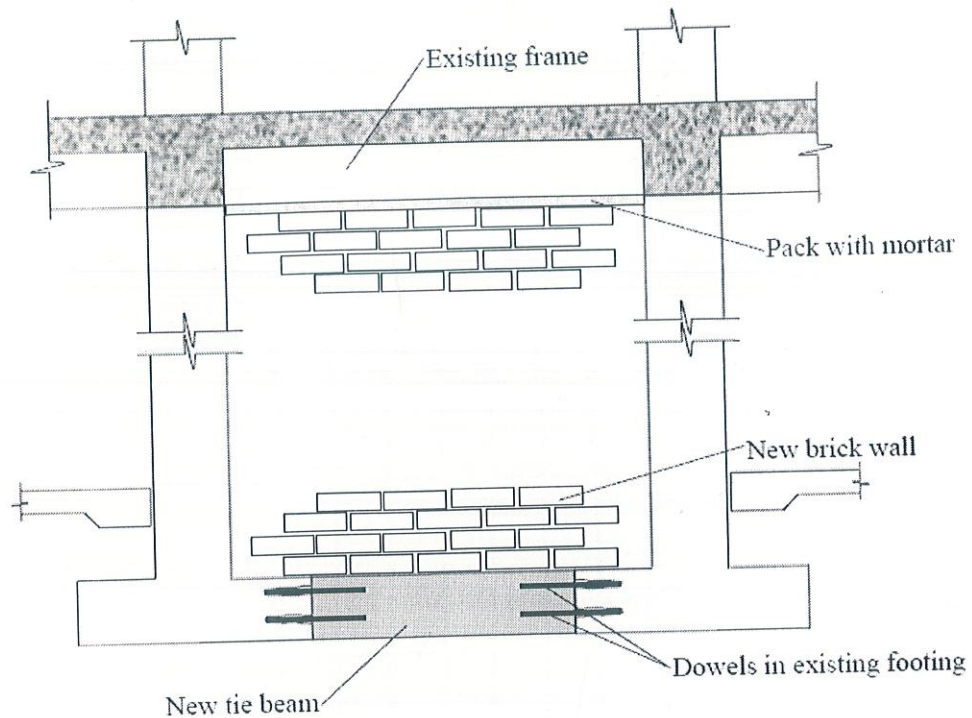 Existing frame
Pack with mortar
New brick wall
Dowels in existing footing
New tie beam